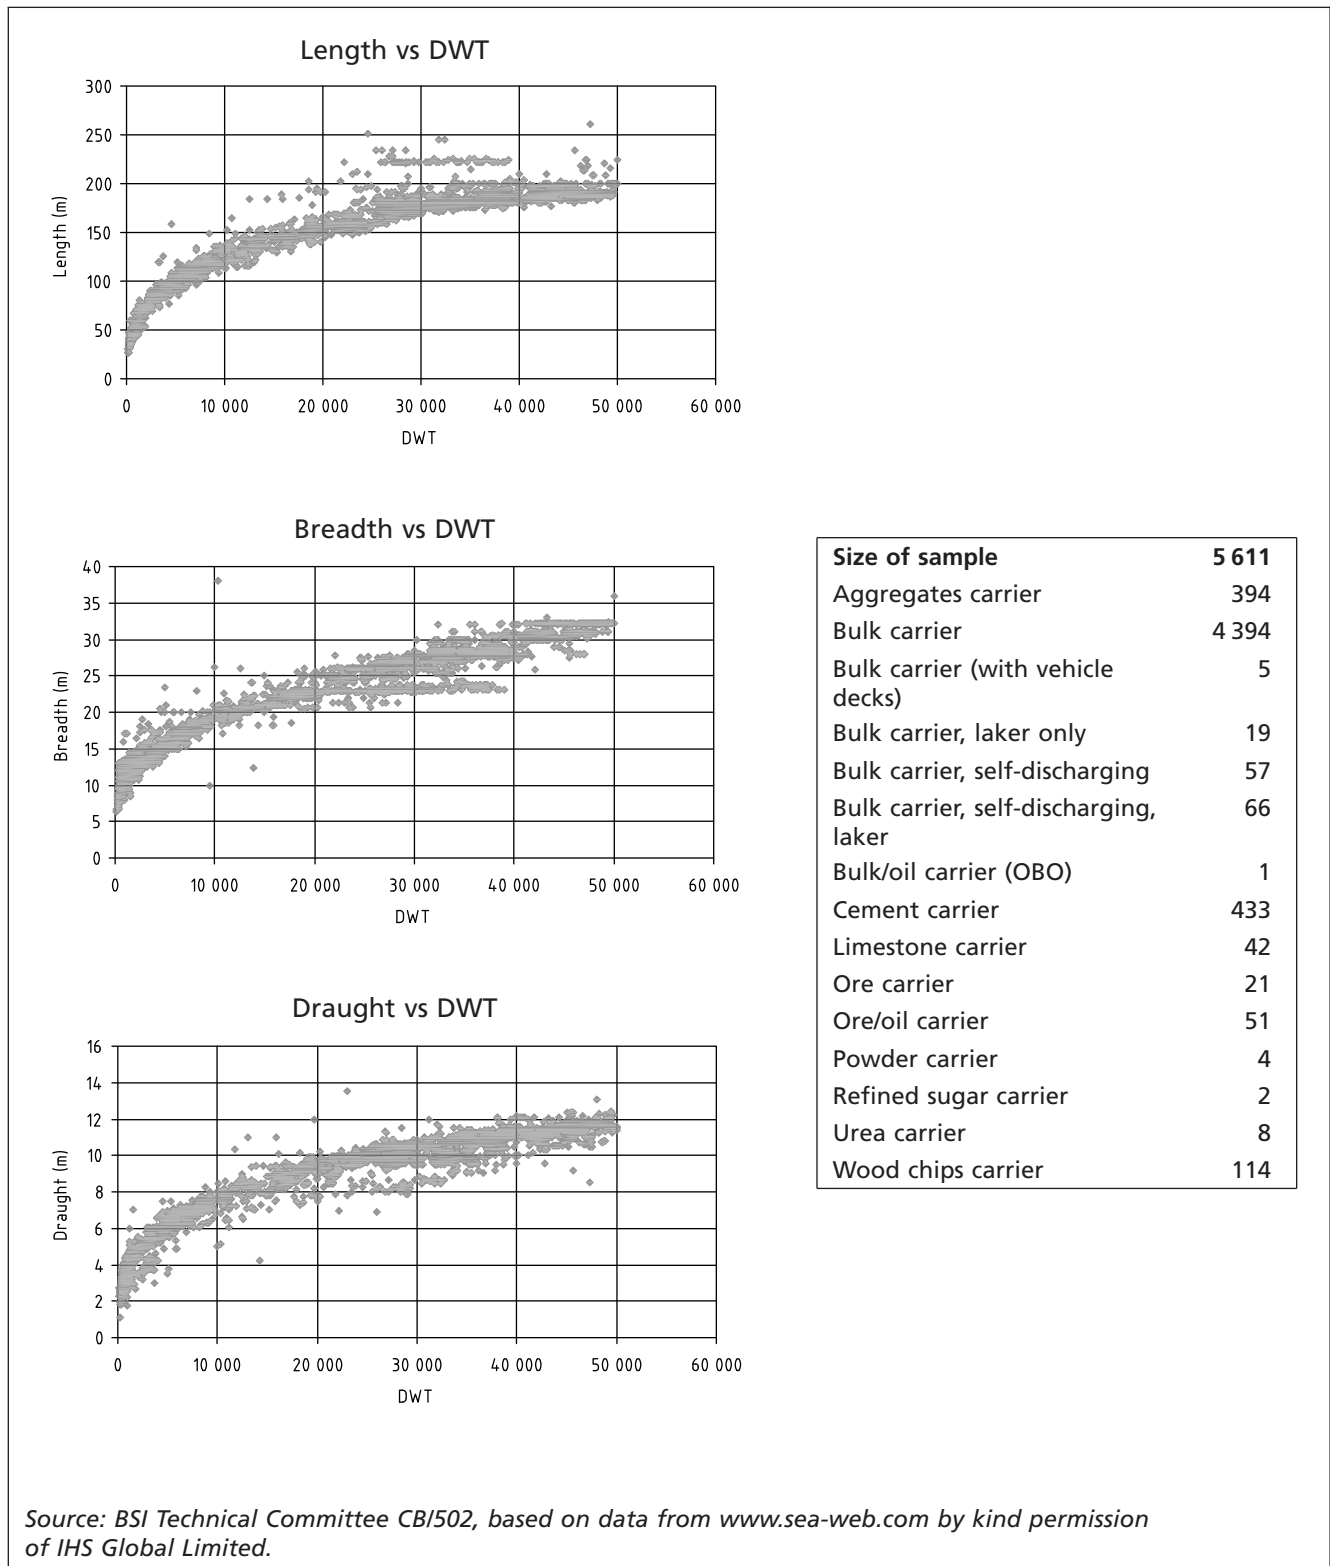 Length vs DWT
300
250
200
150
100
50
0
Length (m)
0 10 000 20 000 30 000 40 000 50 000 60 000
DWT
Breadth vs DWT
40
35
30
25
20
15
10
5
0
Breadth (m)
0 10 000 20 000 30 000 40 000 50 000 60 000
DWT
Size of sample 5 611
Aggregates carrier 394
Bulk carrier 4 394
Bulk carrier (with vehicle 5
decks)
Bulk carrier, laker only 19
Bulk carrier, self-discharging 57
Bulk carrier, self-discharging, 66
laker
Bulk/oil carrier (OBO) 1
Cement carrier 433
Limestone carrier 42
Ore carrier 21
Ore/oil carrier 51
Powder carrier 4
Refined sugar carrier 2
Urea carrier 8
Wood chips carrier 114
Draught vs DWT
16
14
12
10
8
6
4
2
0
Draught (m)
0 10 000 20 000 30 000 40 000 50 000 60 000
DWT
Source: BSI Technical Committee CB/502, based on data from www.sea-web.com by kind permission
of IHS Global Limited.